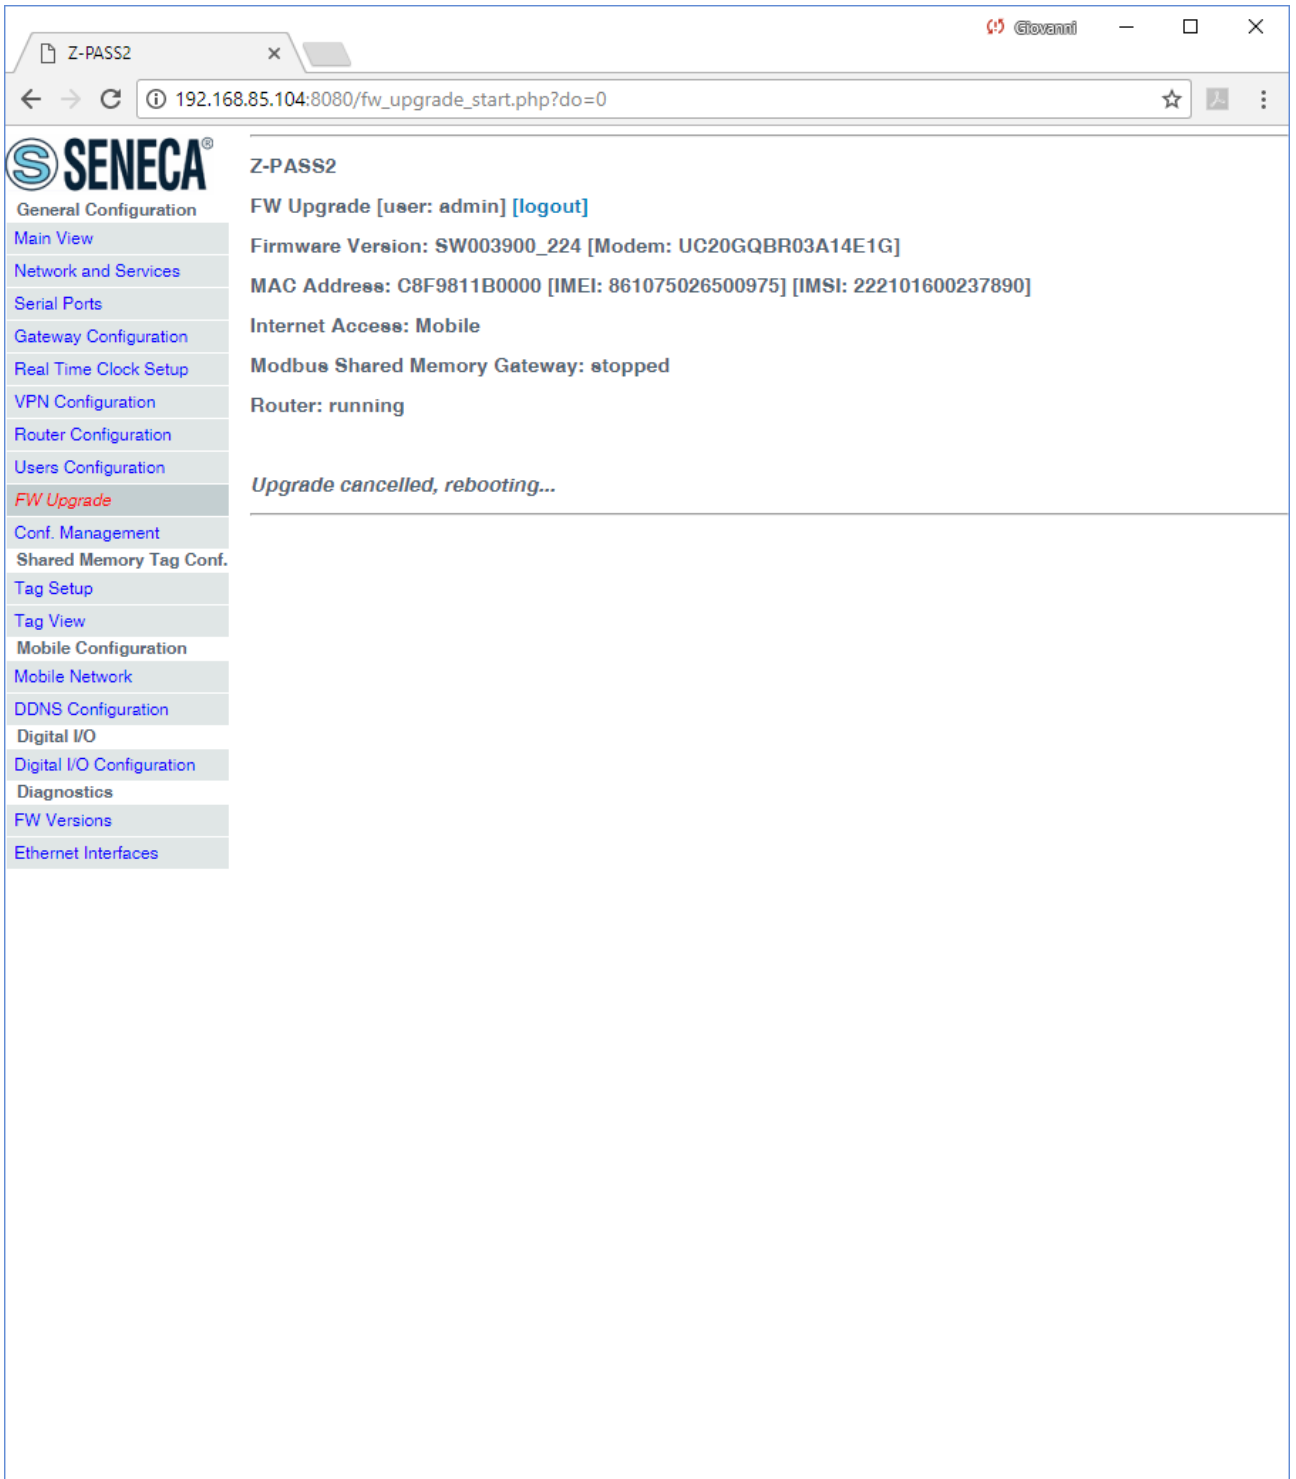 Giovanni
Z-PASS2
192.168.85.104:8080/fw_upgrade_start.php?do=0
SENECA®
General Configuration
Main View
Network and Services
Serial Ports
Gateway Configuration
Real Time Clock Setup
VPN Configuration
Router Configuration
Users Configuration
FW Upgrade
Conf. Management
Shared Memory Tag Conf.
Tag Setup
Tag View
Mobile Configuration
Mobile Network
DDNS Configuration
Digital I/O
Digital I/O Configuration
Diagnostics
FW Versions
Ethernet Interfaces
Z-PASS2
FW Upgrade [user: admin] [logout]
Firmware Version: SW003900_224 [Modem: UC20GQBR03A14E1G]
MAC Address: C8F9811B0000 [IMEI: 861075026500975] [IMSI: 222101600237890]
Internet Access: Mobile
Modbus Shared Memory Gateway: stopped
Router: running
Upgrade cancelled, rebooting...